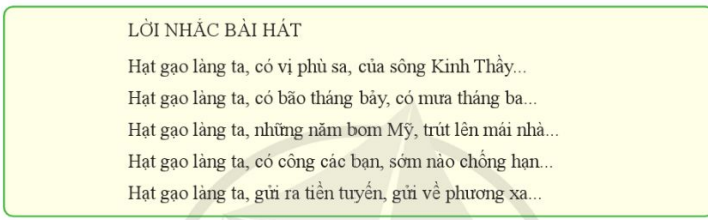 LỜI NHẮC BÀI HÁT
Hạt gạo làng ta, có vị phù sa, của sông Kinh Thầy...
Hạt gạo làng ta, có bão tháng bảy, có mưa tháng ba...
Hạt gạo làng ta, những năm bom Mỹ, trút lên mái nhà...
Hạt gạo làng ta, có công các bạn, sớm nào chống hạn...
Hạt gạo làng ta, gửi ra tiền tuyến, gửi về phương xa...